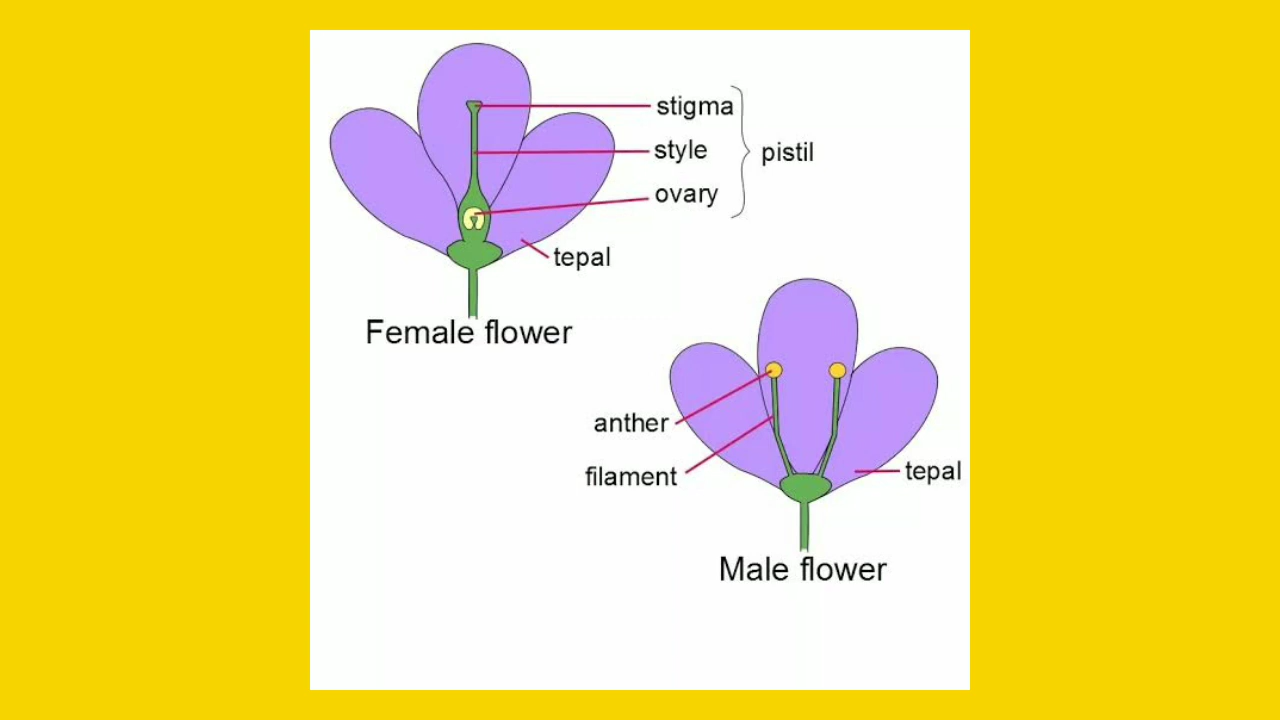 stigma
style
pistil
ovary
tepal
Female flower
anther
filament
tepal
Male flower